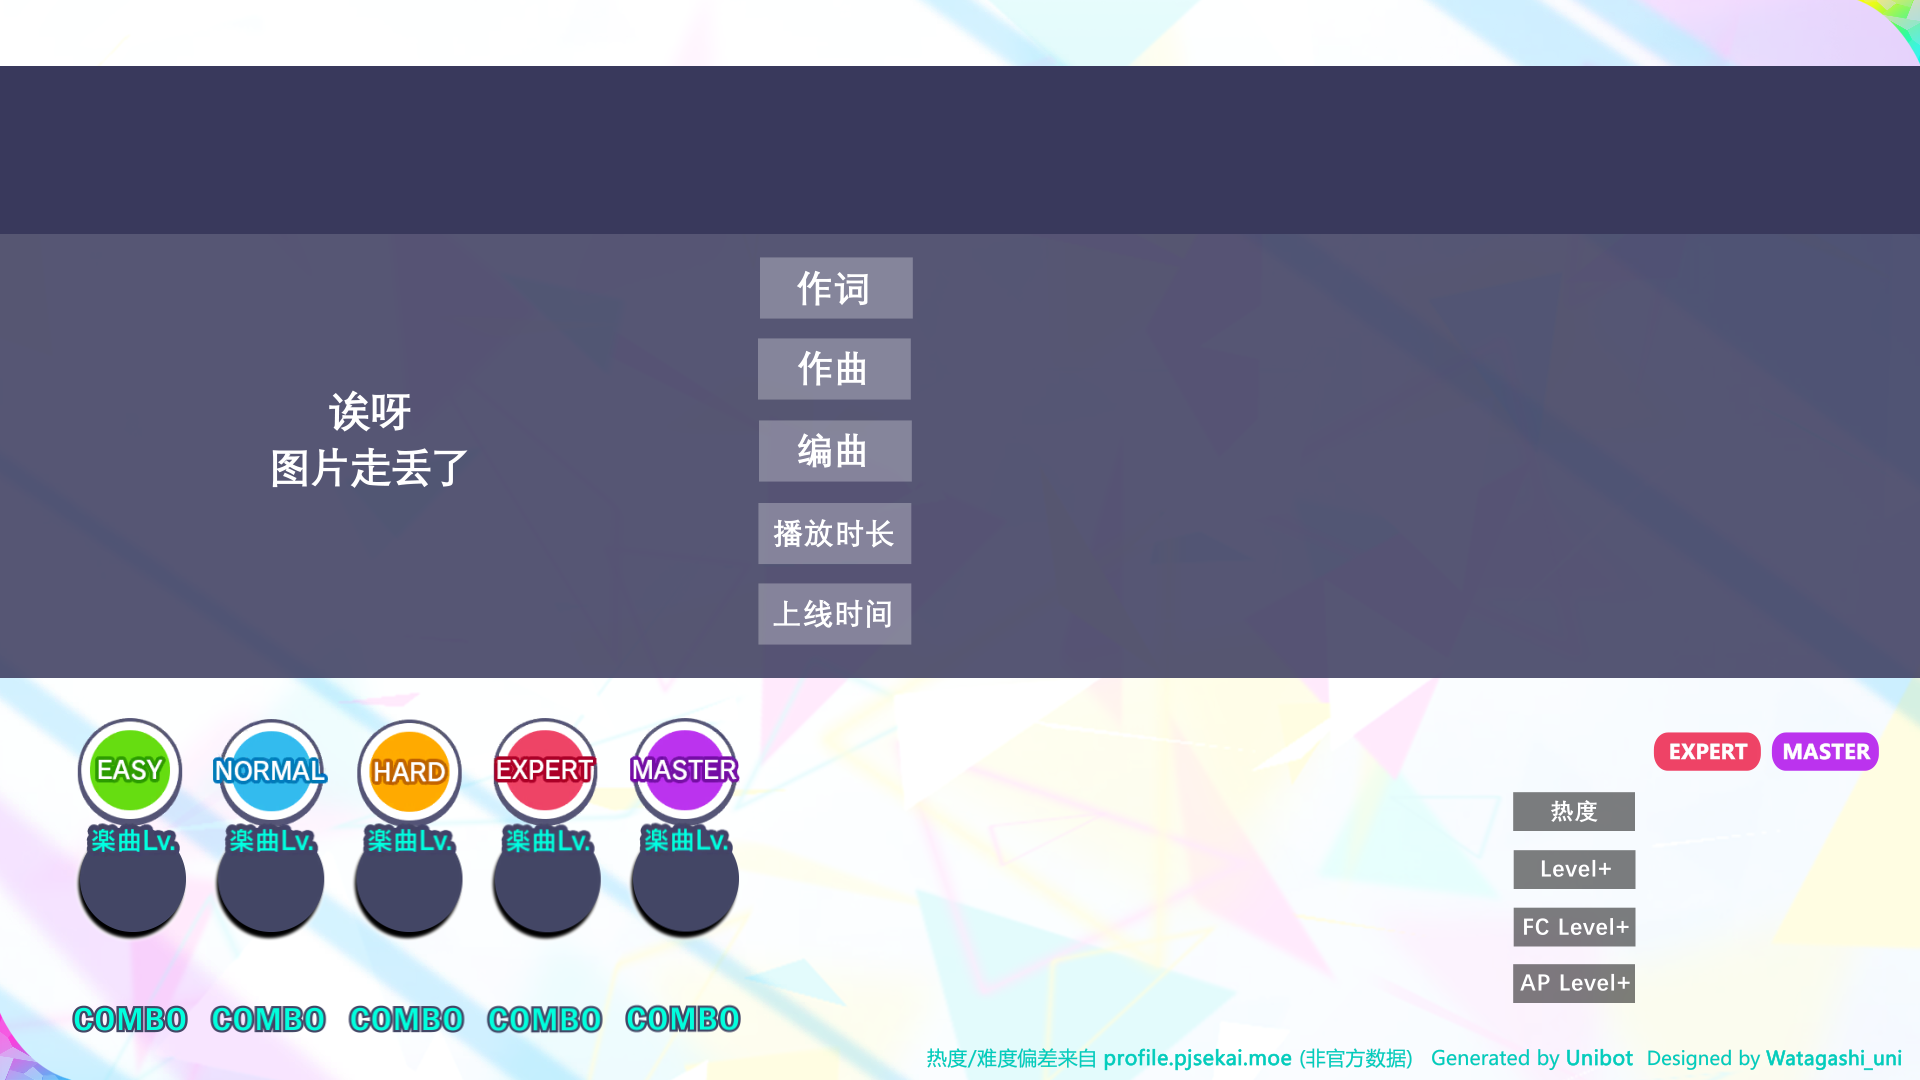 作词
作曲
诶呀
图片走丢了
编曲
播放时长
上线时间
EASY NORMAL HARD EXPERT MASTER
楽曲Lv. 楽曲Lv. 楽曲Lv. 楽曲Lv. 楽曲Lv.
COMBO COMBO COMBO COMBO COMBO
EXPERT MASTER
热度
Level+
FC Level+
AP Level+
热度/难度偏差来自 profile.pjsekai.moe (非官方数据) Generated by Unibot Designed by Watagashi_uni